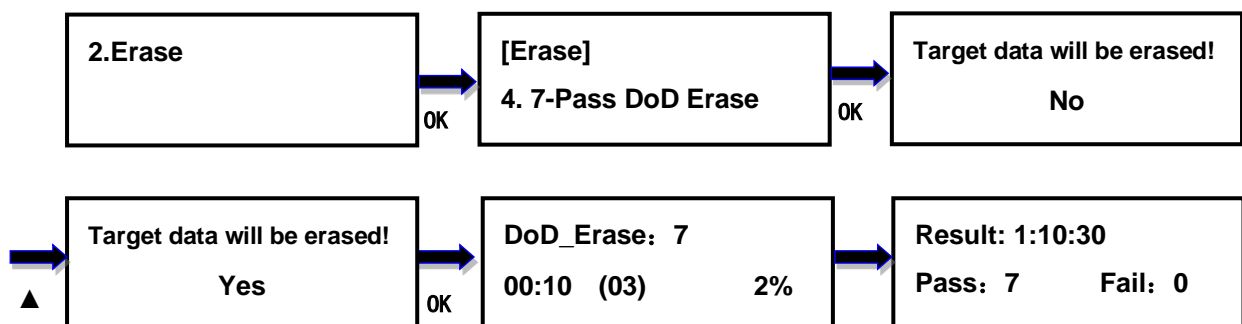 2.Erase
OK
[Erase]
4. 7-Pass DoD Erase
OK
Target data will be erased!
No
▲
Target data will be erased!
Yes
OK
DoD_Erase：7
00:10 (03) 2%
Result: 1:10:30
Pass：7 Fail：0